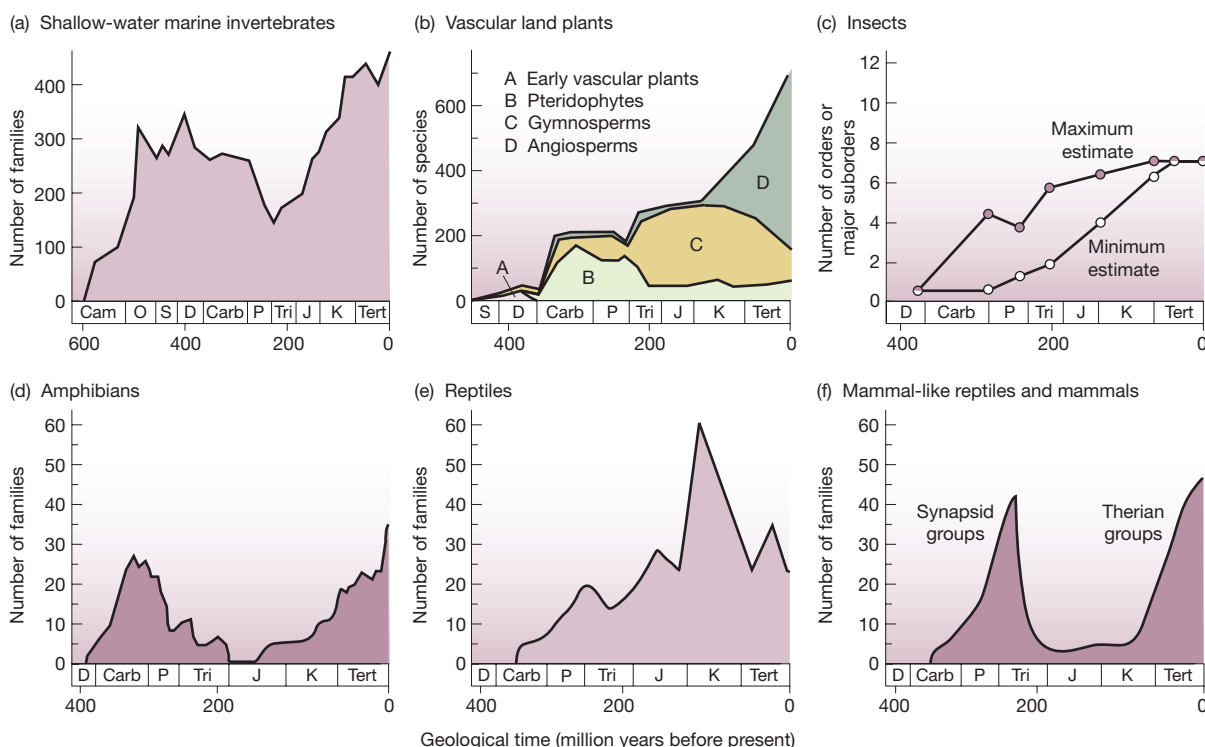 (a) Shallow-water marine invertebrates
Number of families
400
300
200
100
0
Cam O S D Carb P Tri J K Tert
600 400 200 0
(b) Vascular land plants
A Early vascular plants
B Pteridophytes
C Gymnosperms
D Angiosperms
Number of species
600
400
200
0
A
B
C
D
S D Carb P Tri J K Tert
400 200 0
(c) Insects
Number of orders or
major suborders
12
10
8
6
4
2
0
Maximum
estimate
Minimum
estimate
D Carb P Tri J K Tert
400 200 0
(d) Amphibians
Number of families
60
50
40
30
20
10
0
D Carb P Tri J K Tert
400 200 0
(e) Reptiles
Number of families
60
50
40
30
20
10
0
D Carb P Tri J K Tert
400 200 0
(f) Mammal-like reptiles and mammals
Number of families
60
50
40
30
20
10
0
Synapsid
groups
Therian
groups
D Carb P Tri J K Tert
400 200 0
Geological time (million years before present)